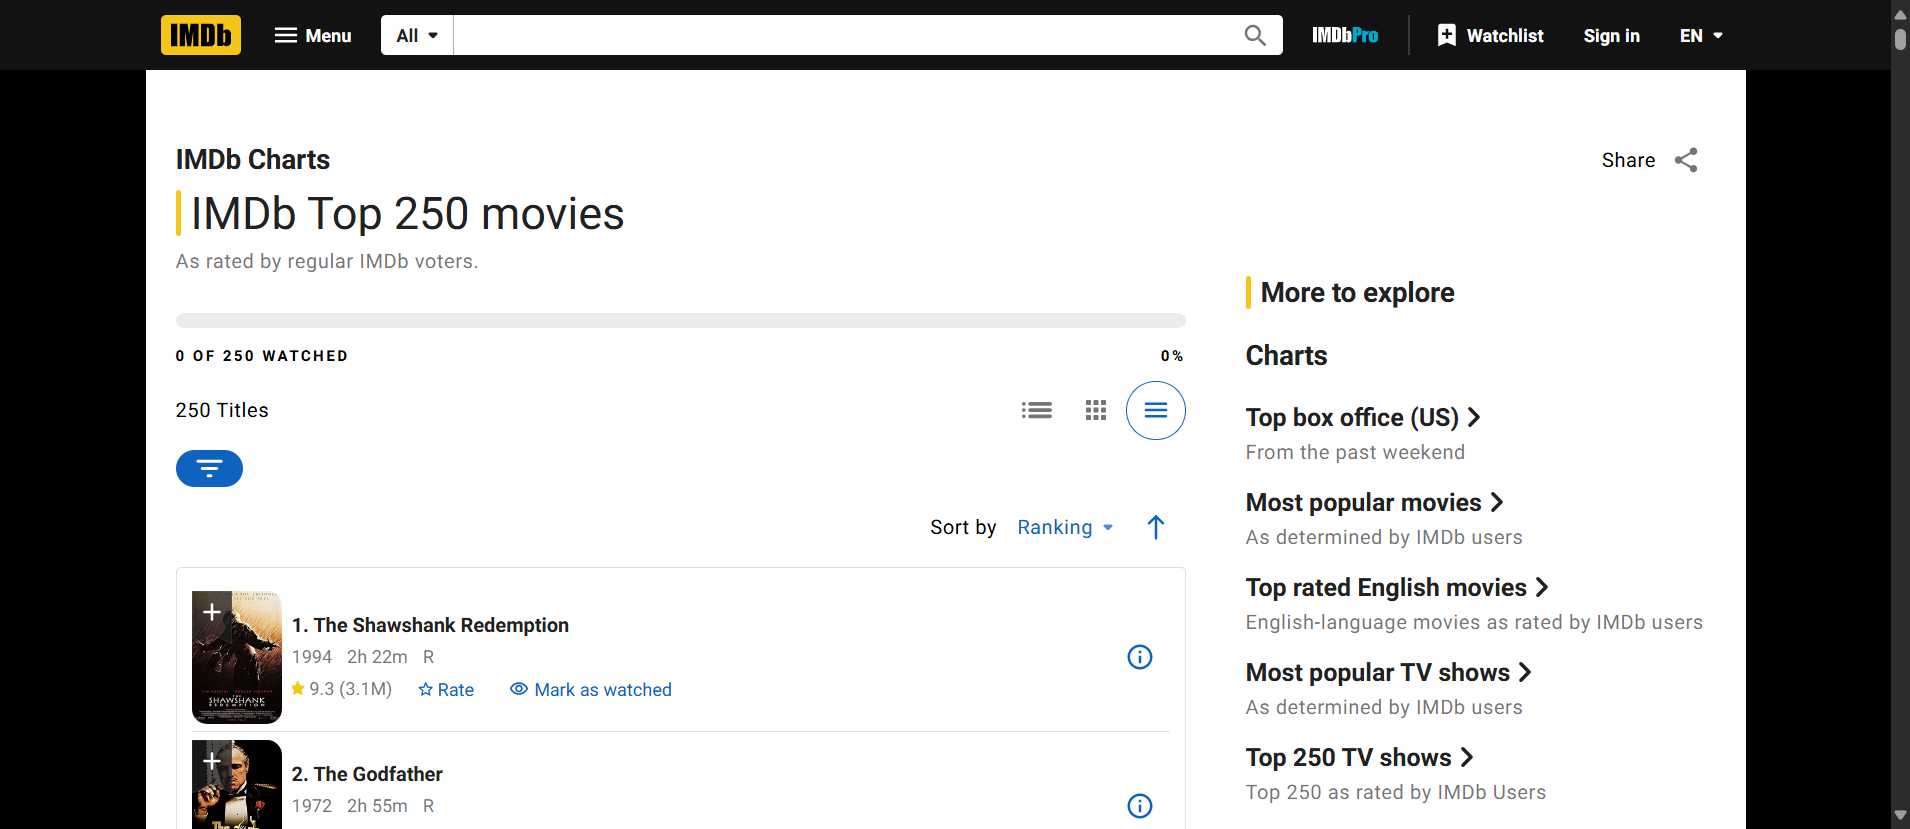 IMDb
Menu
All
IMDbPro
Watchlist
Sign in
EN
IMDb Charts
Share
IMDb Top 250 movies
As rated by regular IMDb voters.
0 OF 250 WATCHED
0%
250 Titles
Sort by
Ranking
1. The Shawshank Redemption
1994 2h 22m R
9.3 (3.1M) Rate Mark as watched
THE
SHAWSHANK
REDEMPTION
2. The Godfather
1972 2h 55m R
More to explore
Charts
Top box office (US)
From the past weekend
Most popular movies
As determined by IMDb users
Top rated English movies
English-language movies as rated by IMDb users
Most popular TV shows
As determined by IMDb users
Top 250 TV shows
Top 250 as rated by IMDb Users